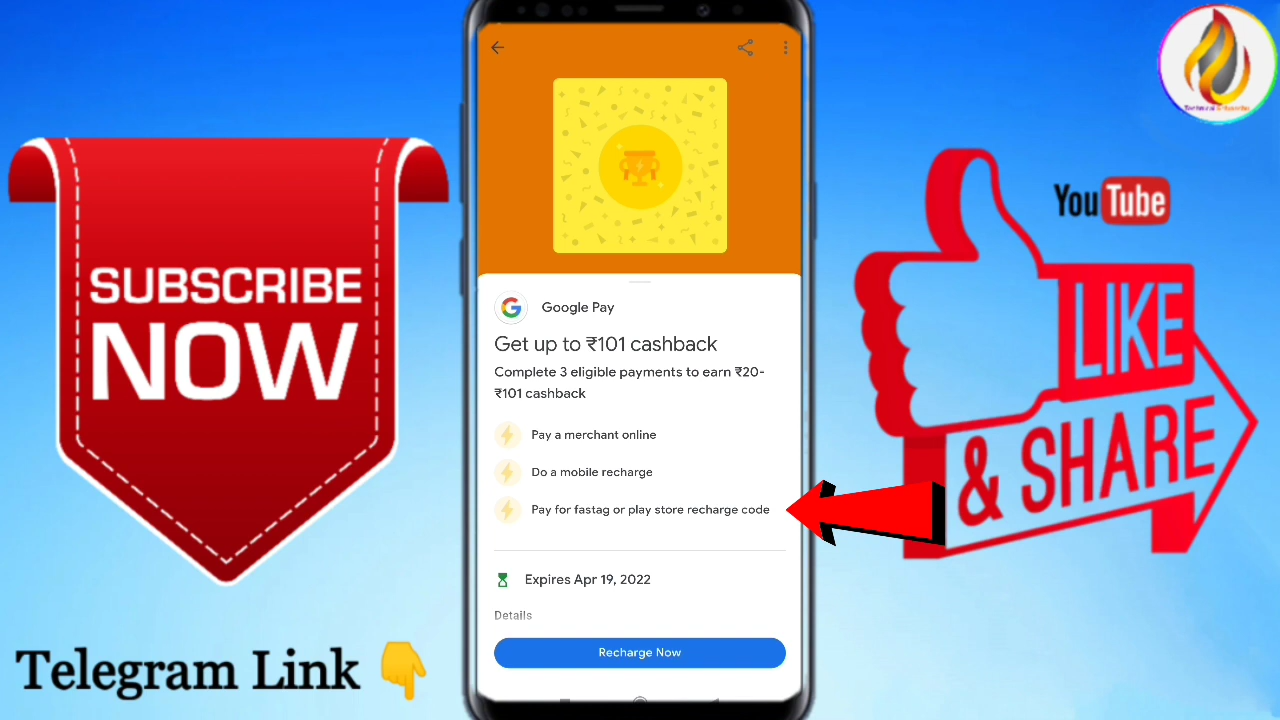 SUBSCRIBE
NOW
Telegram Link
Google Pay
Get up to ₹101 cashback
Complete 3 eligible payments to earn ₹20-
₹101 cashback
Pay a merchant online
Do a mobile recharge
Pay for fastag or play store recharge code
Expires Apr 19, 2022
Details
Recharge Now
YouTube
LIKE
& SHARE